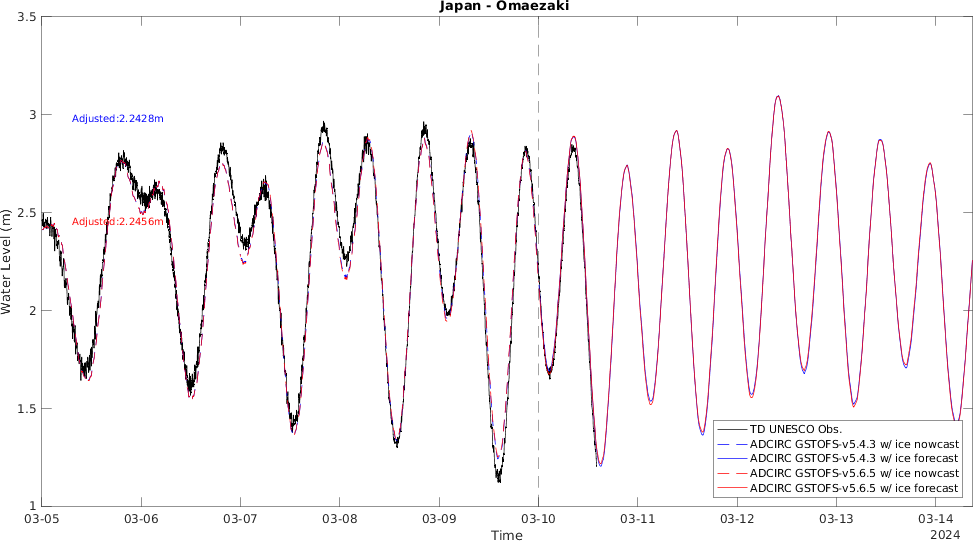 Japan - Omaezaki
3.5
3
2.5
2
1.5
1
Water Level (m)
Adjusted:2.2428m
Adjusted:2.2456m
TD UNESCO Obs.
ADCIRC GSTOFS-v5.4.3 w/ ice nowcast
ADCIRC GSTOFS-v5.4.3 w/ ice forecast
ADCIRC GSTOFS-v5.6.5 w/ ice nowcast
ADCIRC GSTOFS-v5.6.5 w/ ice forecast
03-05 03-06 03-07 03-08 03-09 03-10 03-11 03-12 03-13 03-14
2024
Time